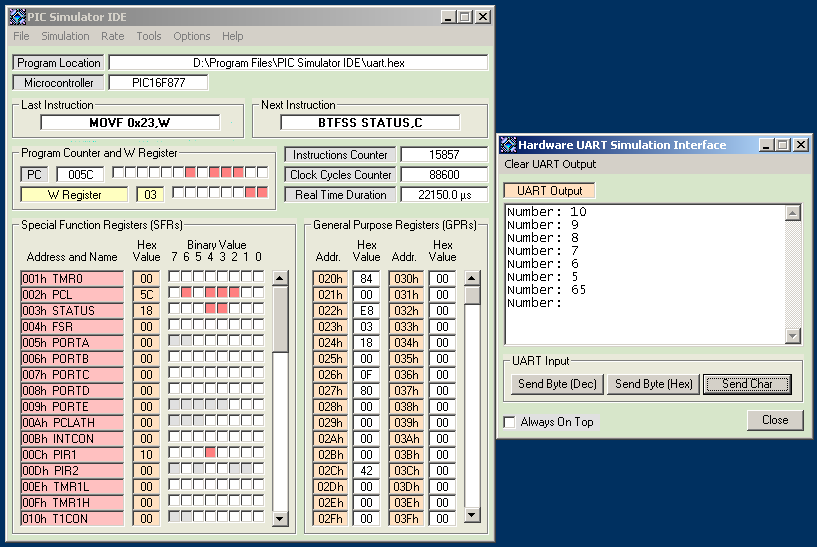 PIC Simulator IDE
File Simulation Rate Tools Options Help
Program Location D:\Program Files\PIC Simulator IDE\uart.hex
Microcontroller PIC16F877
Last Instruction
MOVF 0x23,W
Next Instruction
BTFSS STATUS,C
Program Counter and W Register
PC 005C
W Register 03
Instructions Counter 15857
Clock Cycles Counter 88600
Real Time Duration 22150.0 µs
Special Function Registers (SFRs)
Address and Name Hex Value Binary Value
7 6 5 4 3 2 1 0
001h TMR0 00
002h PCL 5C
003h STATUS 18
004h FSR 00
005h PORTA 00
006h PORTB 00
007h PORTC 00
008h PORTD 00
009h PORTE 00
00Ah PCLATH 00
00Bh INTCON 00
00Ch PIR1 10
00Dh PIR2 00
00Eh TMR1L 00
00Fh TMR1H 00
010h T1CON 00
General Purpose Registers (GPRs)
Addr. Hex Value Addr. Hex Value
020h 84 030h 00
021h 00 031h 00
022h E8 032h 00
023h 03 033h 00
024h 18 034h 00
025h 00 035h 00
026h 0F 036h 00
027h 80 037h 00
028h 00 038h 00
029h 00 039h 00
02Ah 00 03Ah 00
02Bh 00 03Bh 00
02Ch 42 03Ch 00
02Dh 00 03Dh 00
02Eh 00 03Eh 00
02Fh 00 03Fh 00
Hardware UART Simulation Interface
Clear UART Output
UART Output
Number: 10
Number: 9
Number: 8
Number: 7
Number: 6
Number: 5
Number: 65
Number:
UART Input
Send Byte (Dec) Send Byte (Hex) Send Char
Always On Top
Close